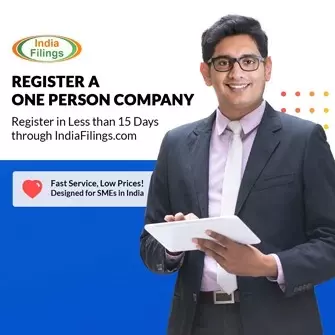 India
Filings
REGISTER A
ONE PERSON COMPANY
Register in Less than 15 Days
through IndiaFilings.com
Fast Service, Low Prices!
Designed for SMEs in India